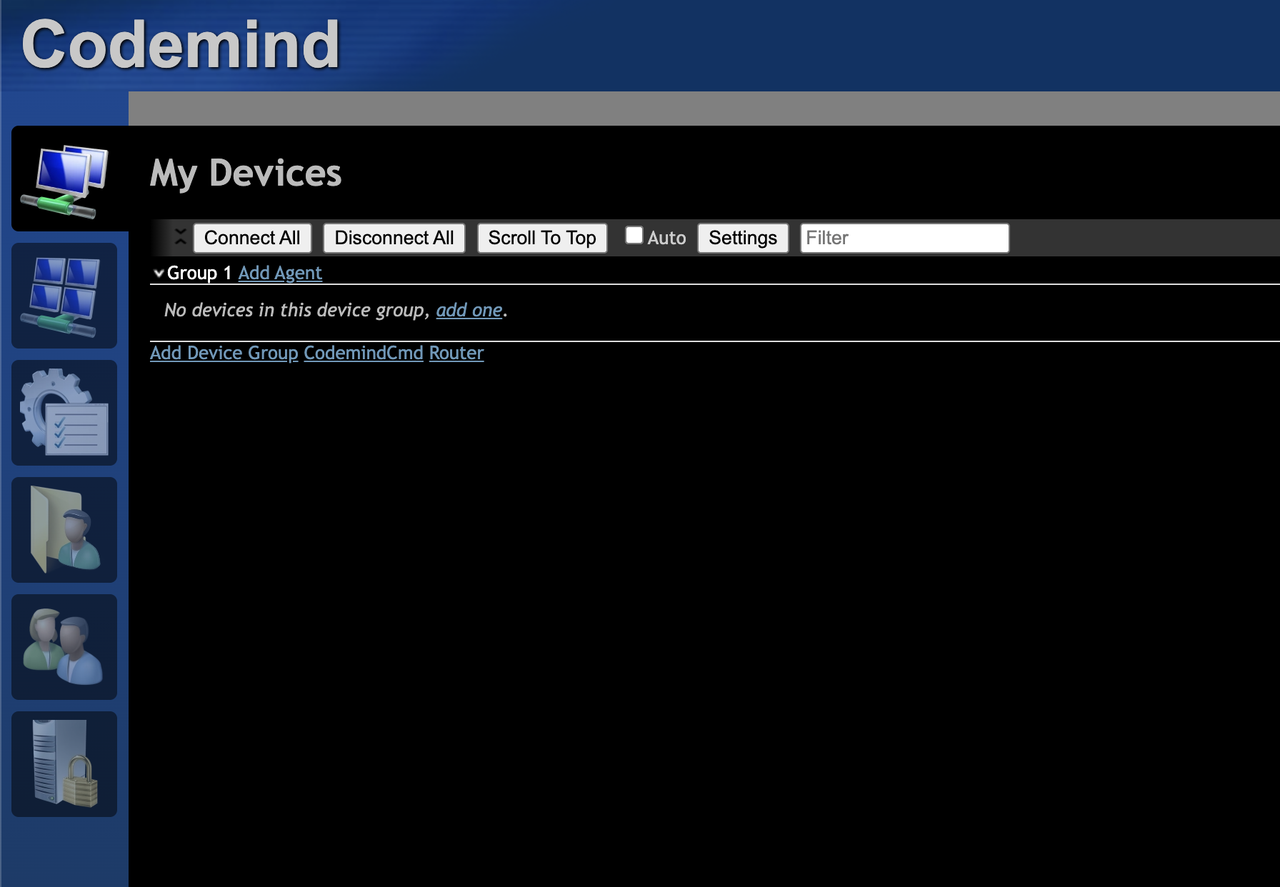 Codemind
My Devices
Connect All Disconnect All Scroll To Top Auto Settings Filter
Group 1 Add Agent
No devices in this device group, add one.
Add Device Group CodemindCmd Router